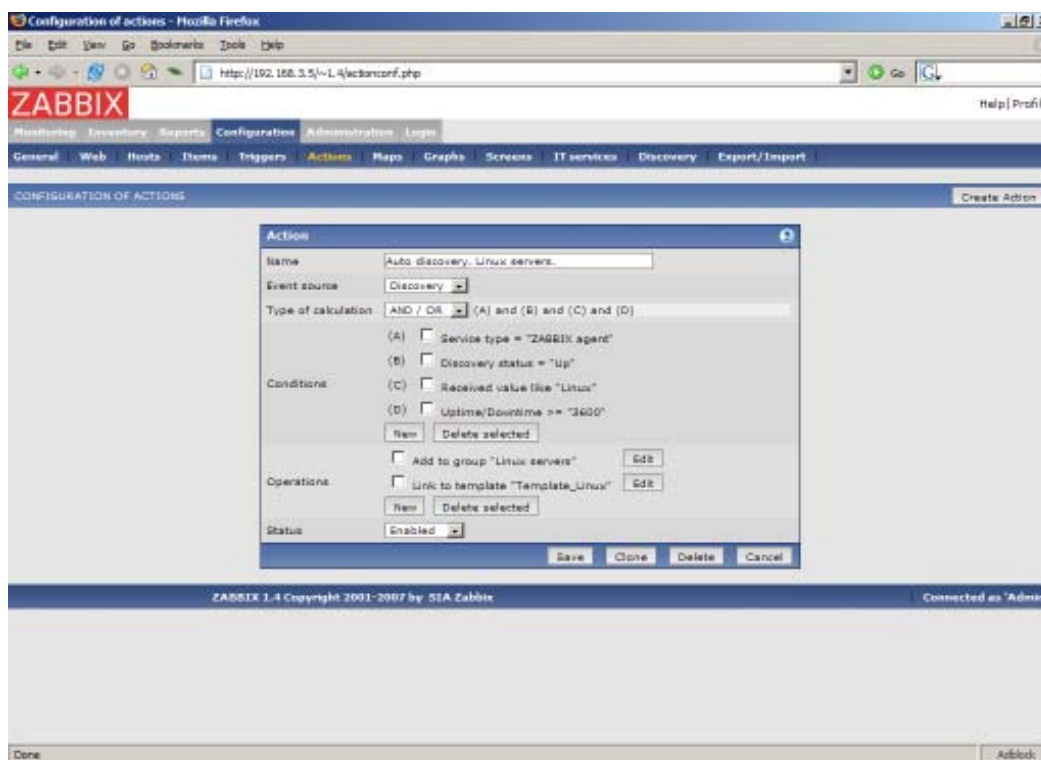 Configuration of actions - Mozilla Firefox
File Edit View Go Bookmarks Tools Help
http://192.168.3.5/~1.4/actionconf.php Go
ZABBIX
Help | Profi
Monitoring Inventory Reports Configuration Administration Login
General Web Hosts Items Triggers Actions Maps Graphs Screens IT services Discovery Export/Import
CONFIGURATION OF ACTIONS Create Action
Action
Name Auto discovery. Linux servers.
Event source Discovery
Type of calculation AND / OR (A) and (B) and (C) and (D)
(A) Service type = "ZABBIX agent"
(B) Discovery status = "Up"
Conditions (C) Received value like "Linux"
(D) Uptime/Downtime >= "3600"
New Delete selected
Add to group "Linux servers" Edit
Operations Link to template "Template_Linux" Edit
New Delete selected
Status Enabled
Save Clone Delete Cancel
ZABBIX 1.4 Copyright 2001-2007 by SIA Zabbix Connected as 'Admi
Done Adblock